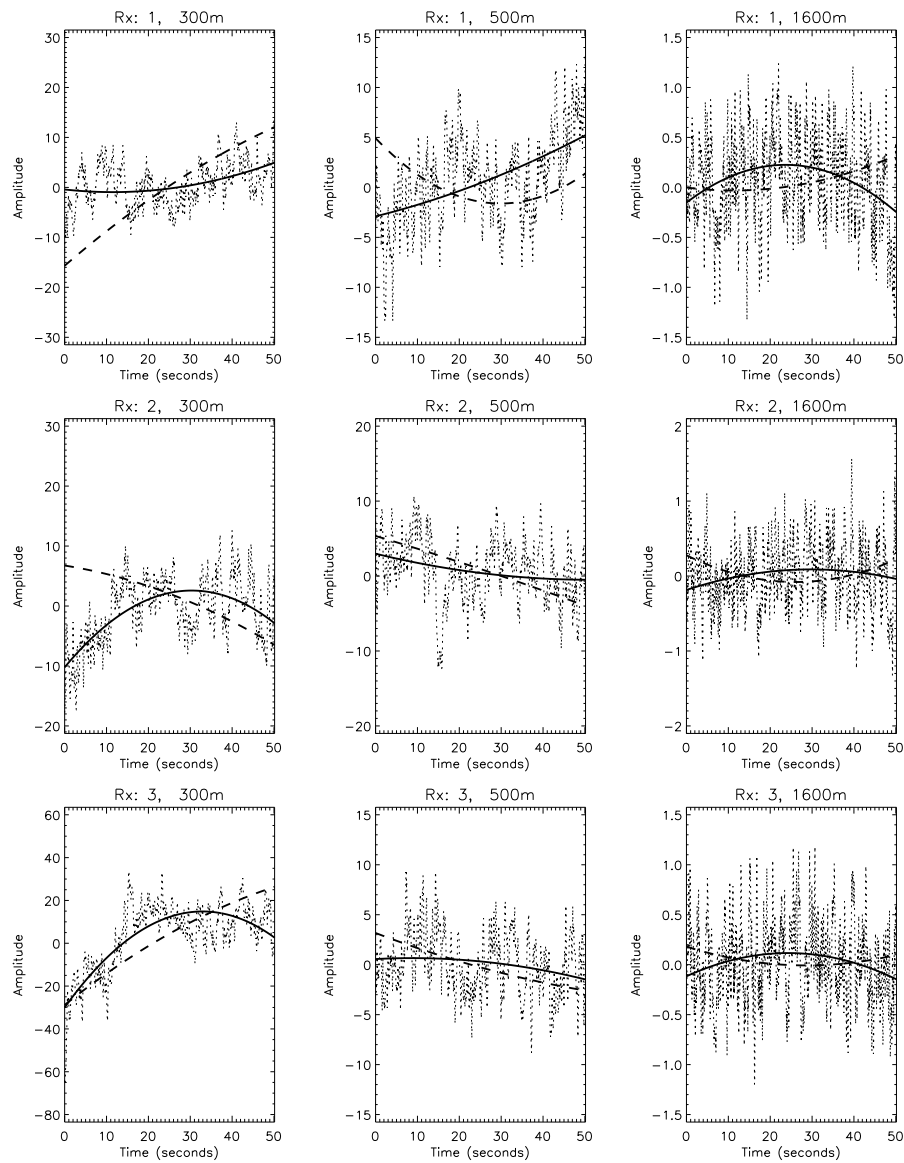 Rx: 1, 300m
Amplitude
30
20
10
0
−10
−20
−30
0 10 20 30 40 50
Time (seconds)
Rx: 1, 500m
Amplitude
15
10
5
0
−5
−10
−15
0 10 20 30 40 50
Time (seconds)
Rx: 1, 1600m
Amplitude
1.5
1.0
0.5
0.0
−0.5
−1.0
−1.5
0 10 20 30 40 50
Time (seconds)
Rx: 2, 300m
Amplitude
30
20
10
0
−10
−20
0 10 20 30 40 50
Time (seconds)
Rx: 2, 500m
Amplitude
20
10
0
−10
−20
0 10 20 30 40 50
Time (seconds)
Rx: 2, 1600m
Amplitude
2
1
0
−1
−2
0 10 20 30 40 50
Time (seconds)
Rx: 3, 300m
Amplitude
60
40
20
0
−20
−40
−60
−80
0 10 20 30 40 50
Time (seconds)
Rx: 3, 500m
Amplitude
15
10
5
0
−5
−10
−15
0 10 20 30 40 50
Time (seconds)
Rx: 3, 1600m
Amplitude
1.5
1.0
0.5
0.0
−0.5
−1.0
−1.5
0 10 20 30 40 50
Time (seconds)